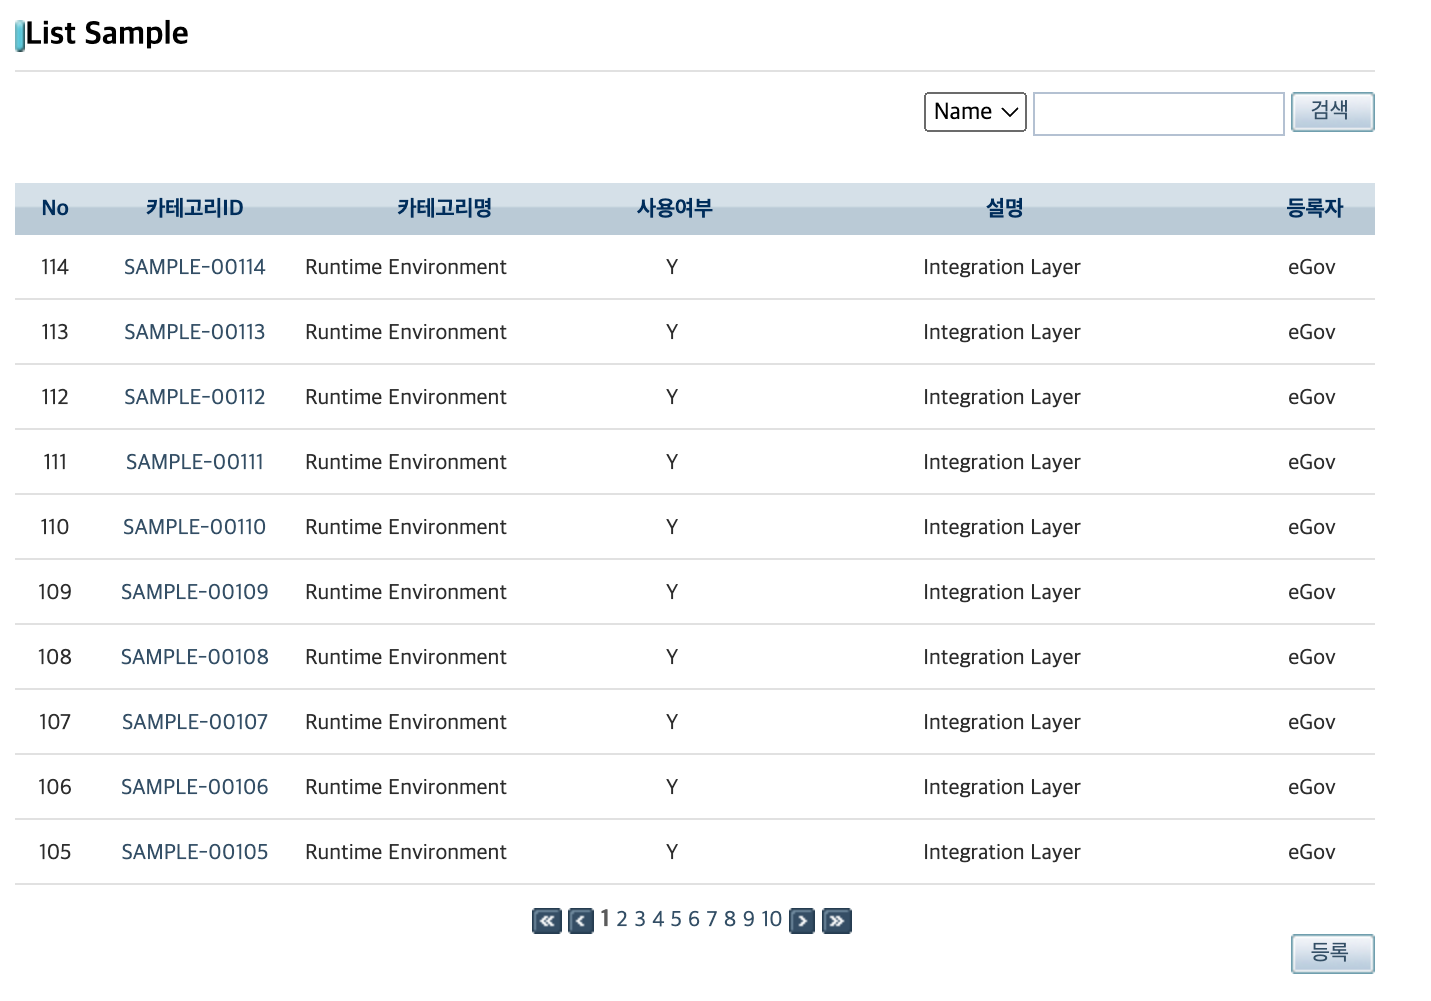 List Sample
Name 검색
No 카테고리ID 카테고리명 사용여부 설명 등록자
114 SAMPLE-00114 Runtime Environment Y Integration Layer eGov
113 SAMPLE-00113 Runtime Environment Y Integration Layer eGov
112 SAMPLE-00112 Runtime Environment Y Integration Layer eGov
111 SAMPLE-00111 Runtime Environment Y Integration Layer eGov
110 SAMPLE-00110 Runtime Environment Y Integration Layer eGov
109 SAMPLE-00109 Runtime Environment Y Integration Layer eGov
108 SAMPLE-00108 Runtime Environment Y Integration Layer eGov
107 SAMPLE-00107 Runtime Environment Y Integration Layer eGov
106 SAMPLE-00106 Runtime Environment Y Integration Layer eGov
105 SAMPLE-00105 Runtime Environment Y Integration Layer eGov
1 2 3 4 5 6 7 8 9 10
등록